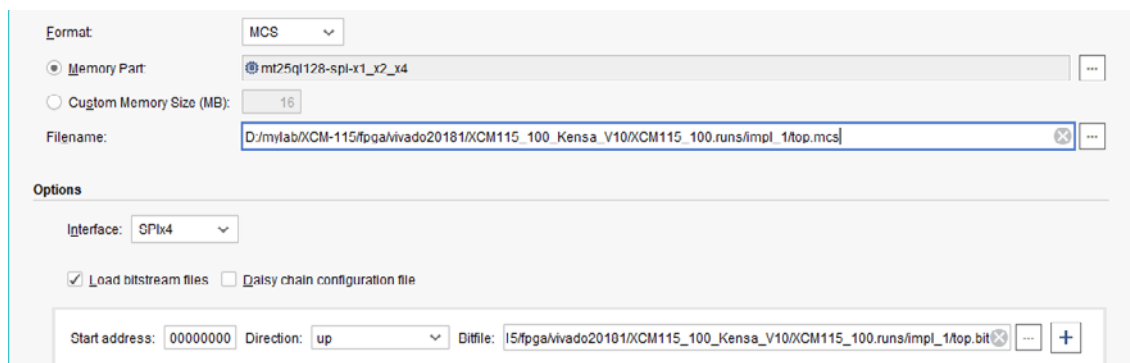 Format: MCS
Memory Part: mt25ql128-spi-x1_x2_x4 ...
Custom Memory Size (MB): 16
Filename: D:/mylab/XCM-115/fpga/vivado20181/XCM115_100_Kensa_V10/XCM115_100.runs/impl_1/top.mcs ...
Options
Interface: SPIx4
Load bitstream files Daisy chain configuration file
Start address: 00000000 Direction: up Bitfile: 15/fpga/vivado20181/XCM115_100_Kensa_V10/XCM115_100.runs/impl_1/top.bit ... +